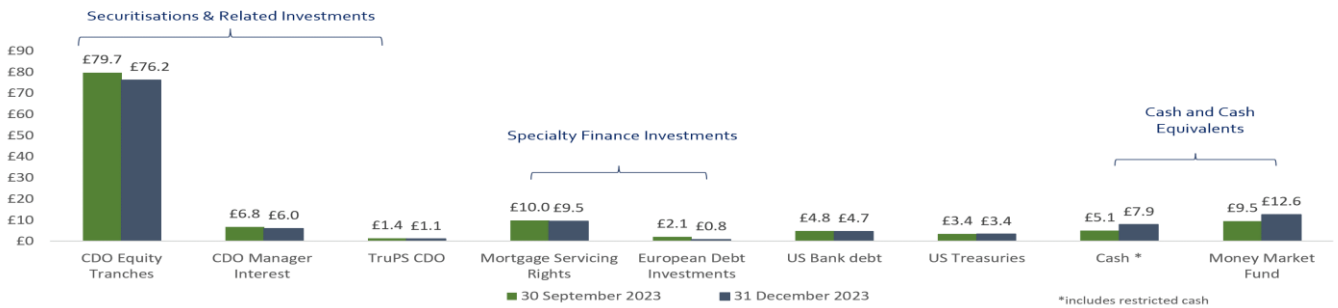 Securitisations & Related Investments
£90
£80
£70
£60
£50
£40
£30
£20
£10
£0
£79.7
£76.2
£6.8 £6.0
£1.4 £1.1
Specialty Finance Investments
£10.0 £9.5
£2.1 £0.8
£4.8 £4.7
£3.4 £3.4
Cash and Cash
Equivalents
£5.1 £7.9
£9.5 £12.6
CDO Equity
Tranches
CDO Manager
Interest
TruPS CDO
Mortgage Servicing
Rights
European Debt
Investments
US Bank debt
US Treasuries
Cash *
Money Market
Fund
30 September 2023
31 December 2023
*includes restricted cash